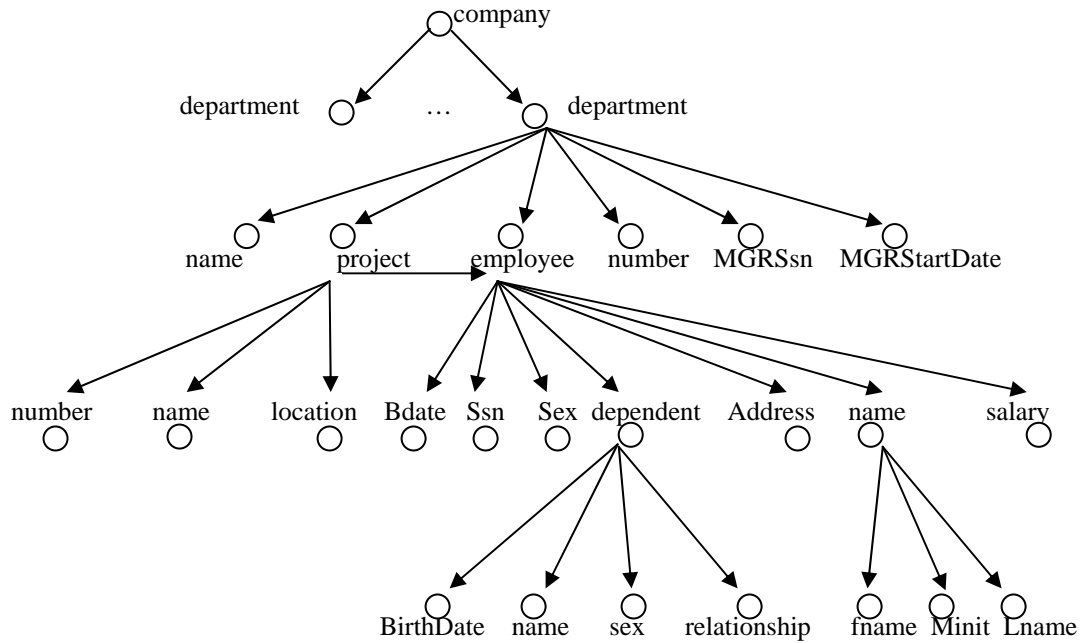 company
department … department
name project employee number MGRSsn MGRStartDate
number name location Bdate Ssn Sex dependent Address name salary
BirthDate name sex relationship fname Minit Lname